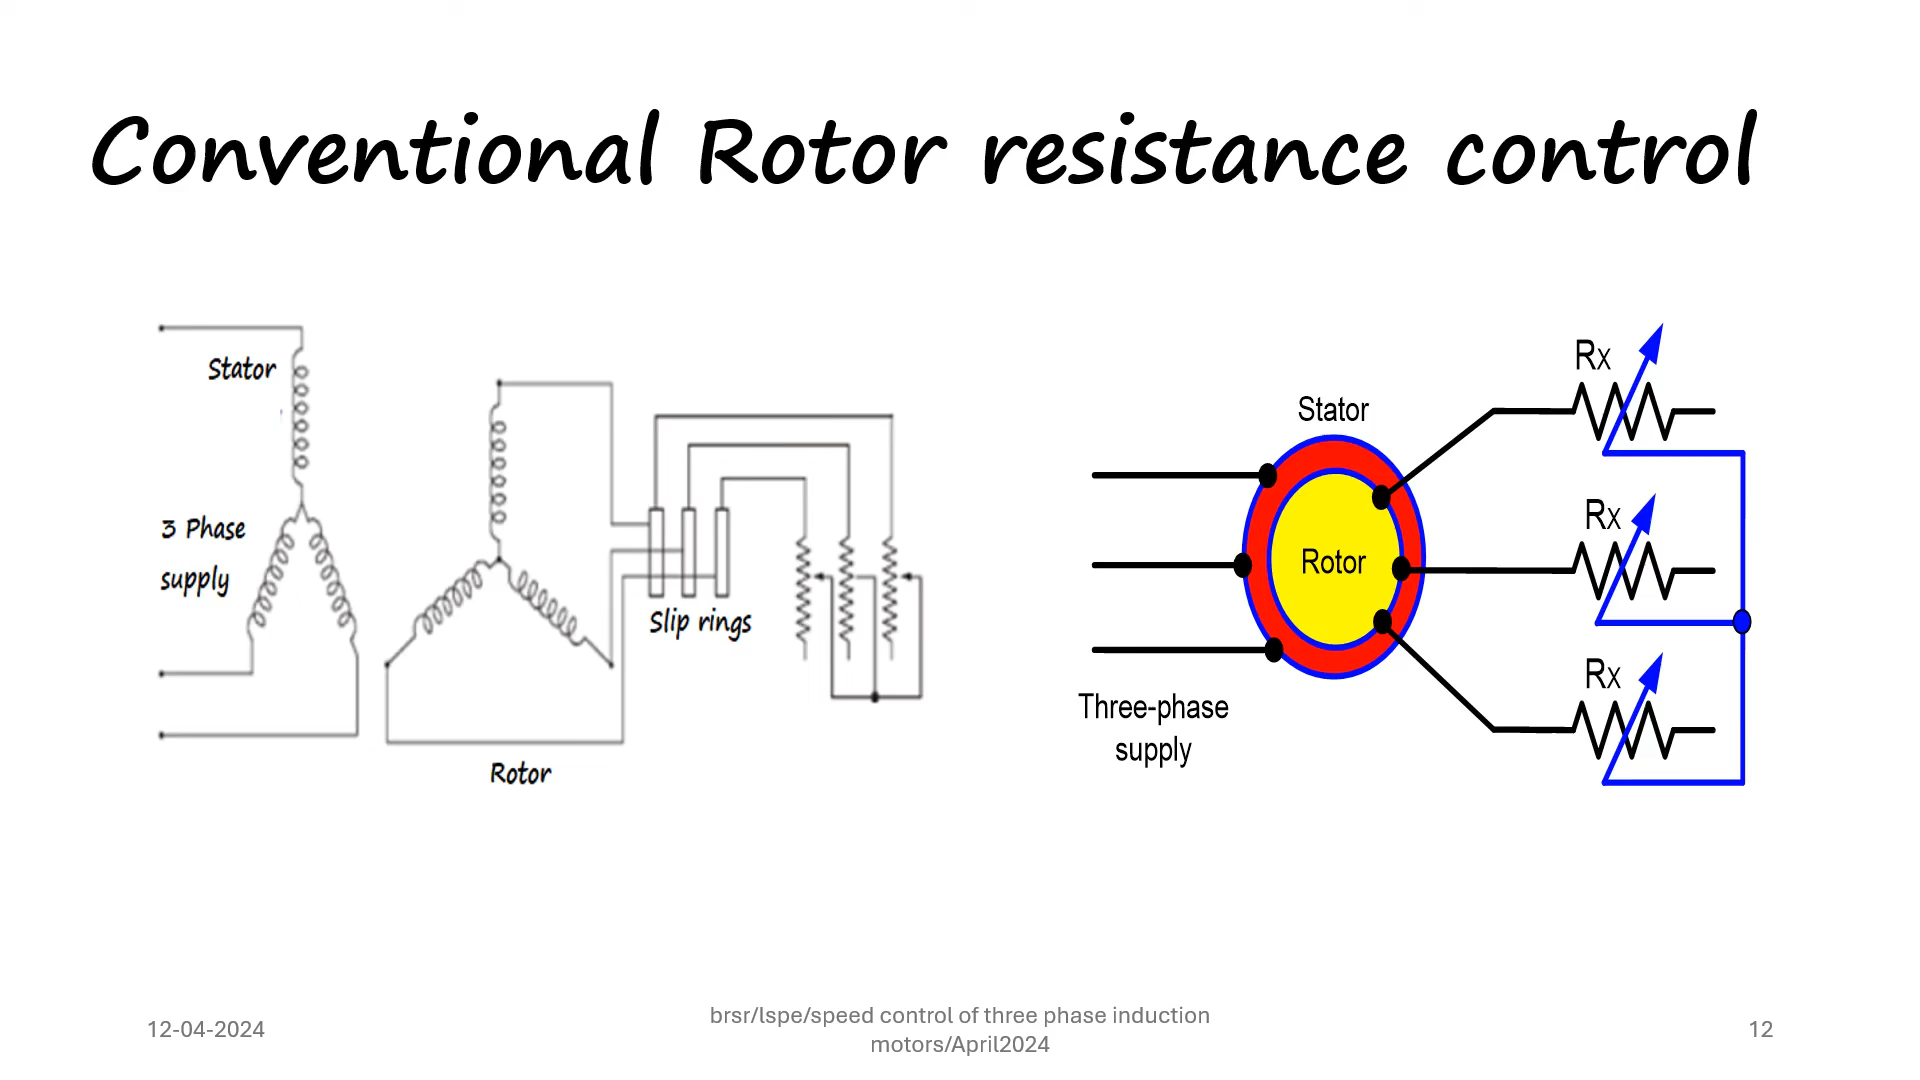 Conventional Rotor resistance control
Stator
3 Phase
supply
Slip rings
Rotor
Rx
Stator
Rx
Rotor
Rx
Three-phase
supply
12-04-2024
brsr/lspe/speed control of three phase induction
motors/April2024
12